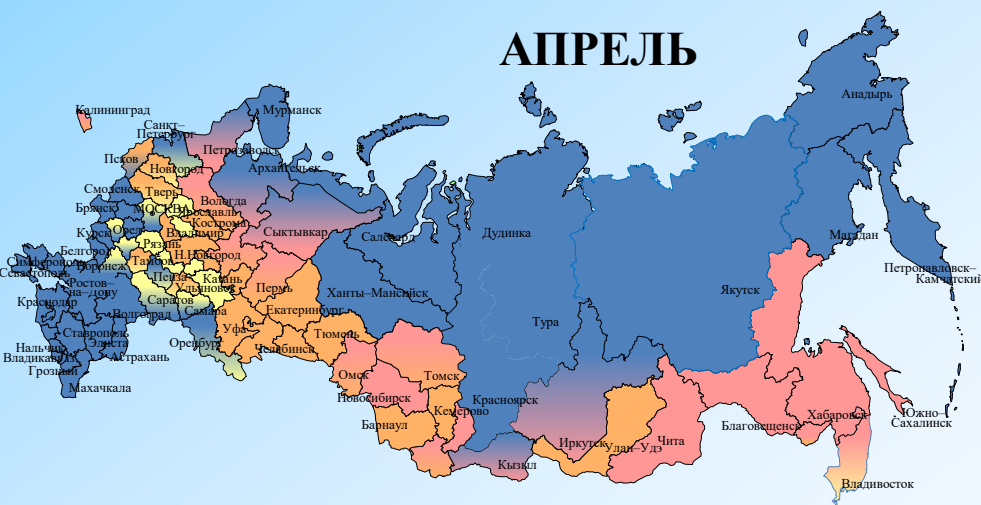 АПРЕЛЬ
Анадырь
Калининград
Мурманск
Санкт–
Петербург
Петрозаводск
Псков
Новгород
Архангельск
Смоленск
Тверь
Вологда
Брянск
МОСКВА
Ярославль
Кострома
Курск
Орел
Владимир
Сыктывкар
Салехард
Дудинка
Магадан
Белгород
Рязань
Н.Новгород
Симферополь
Севастополь
Воронеж
Тамбов
Пенза
Казань
Петропавловск–
Камчатский
Ростов–
на–Дону
Ульяновск
Пермь
Ханты–Мансийск
Якутск
Краснодар
Саратов
Самара
Екатеринбург
Волгоград
Тура
Ставрополь
Элиста
Оренбург
Уфа
Тюмень
Нальчик
Владикавказ
Астрахань
Челябинск
Грозный
Омск
Томск
Махачкала
Новосибирск
Красноярск
Кемерово
Хабаровск
Южно–
Сахалинск
Барнаул
Благовещенск
Иркутск
Улан–Удэ
Чита
Кызыл
Владивосток